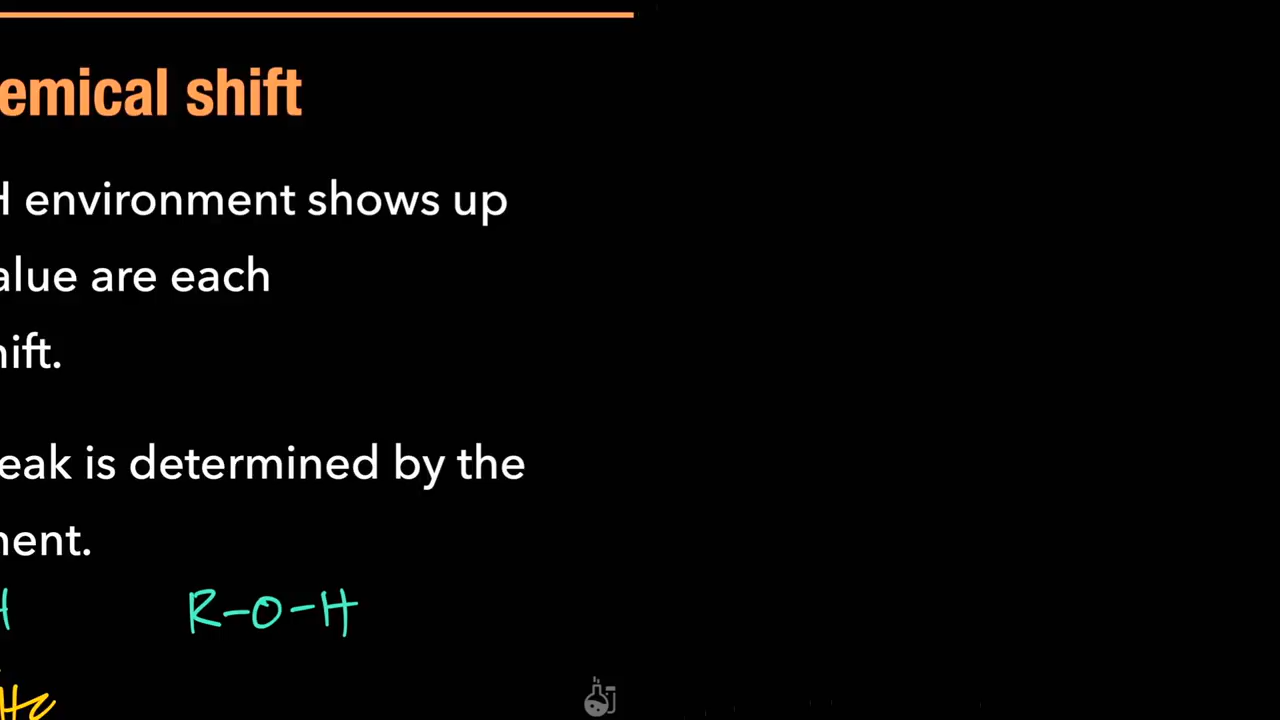 emical shift
H environment shows up
alue are each
hift.
eak is determined by the
nent.
H R-O-H